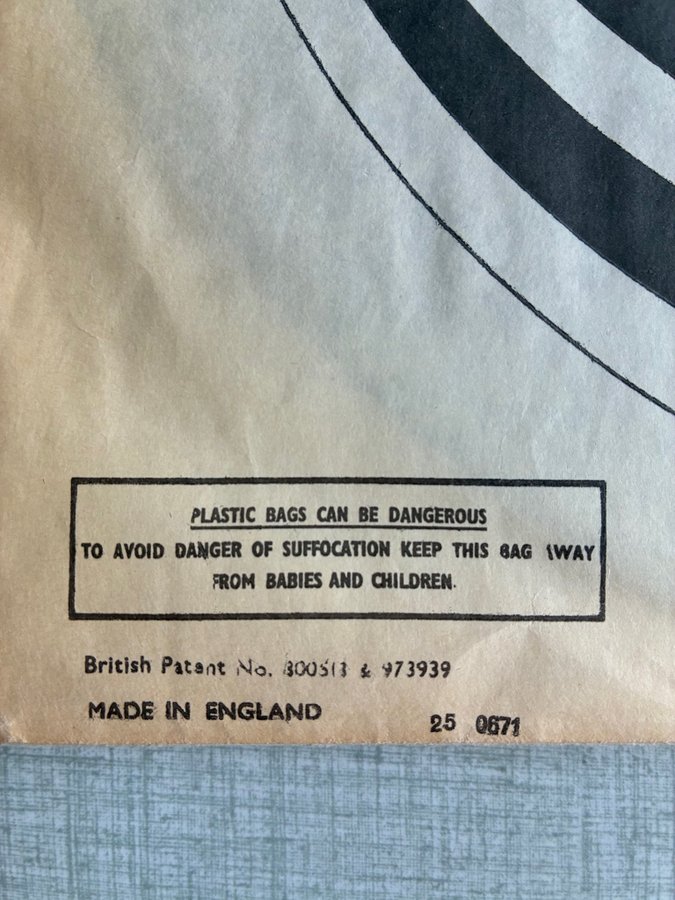 PLASTIC BAGS CAN BE DANGEROUS
TO AVOID DANGER OF SUFFOCATION KEEP THIS BAG AWAY
FROM BABIES AND CHILDREN.
British Patent No. & 973939
MADE IN ENGLAND
25 0671